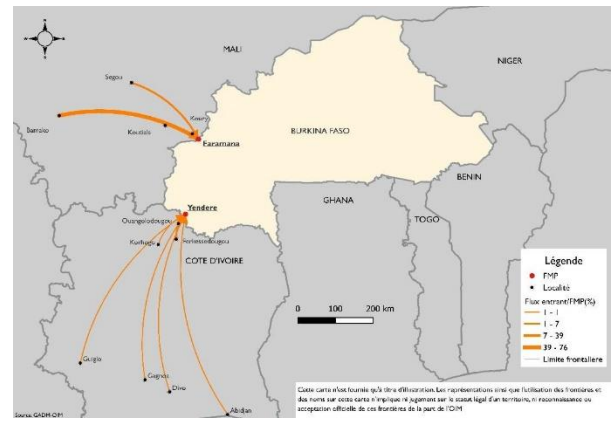 MALI
NIGER
Segou
Koury
Bamako
Koutiala
Faramana
BURKINA FASO
BENIN
Yendere
GHANA
TOGO
Ouangolodougou
Korhogo
Ferkessedougou
COTE D'IVOIRE
Légende
FMP
Localité
Flux entrant/FMP(%)
1 - 1
1 - 7
7 - 39
39 - 76
Limite frontaliere
0 100 200 km
Guiglo
Gagnoa
Divo
Abidjan
Source: GADM-OIM
Cette carte n'est fournie qu'à titre d'illustration. Les représentations ainsi que l'utilisation des frontières et
des noms sur cette carte n'implique ni jugement sur le statut légal d'un territoire, ni reconnaissance ou
acceptation officielle de ces frontières de la part de l'OIM